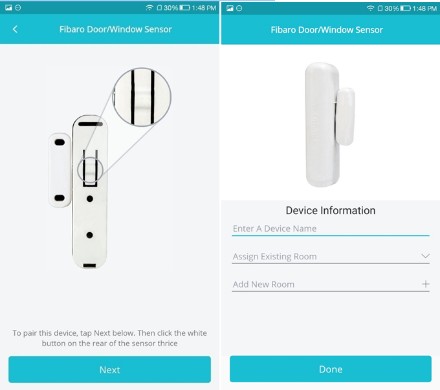 30% 1:48 PM
Fibaro Door/Window Sensor
To pair this device, tap Next below. Then click the white
button on the rear of the sensor thrice
Next
30% 1:48 PM
Fibaro Door/Window Sensor
Device Information
Enter A Device Name
Assign Existing Room
Add New Room
Done